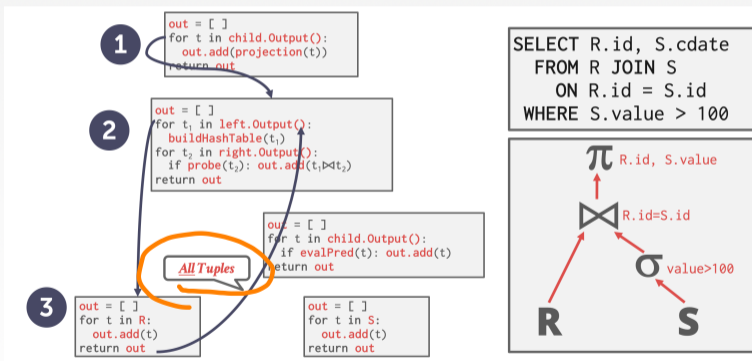 1
out = [ ]
for t in child.Output():
out.add(projection(t))
return out
2
out = [ ]
for t₁ in left.Output():
buildHashTable(t₁)
for t₂ in right.Output():
if probe(t₂): out.add(t₁⨝t₂)
return out
out = [ ]
for t in child.Output():
if evalPred(t): out.add(t)
return out
All Tuples
3
out = [ ]
for t in R:
out.add(t)
return out
out = [ ]
for t in S:
out.add(t)
return out
SELECT R.id, S.cdate
FROM R JOIN S
ON R.id = S.id
WHERE S.value > 100
π R.id, S.value
⨝ R.id=S.id
σ value>100
R S